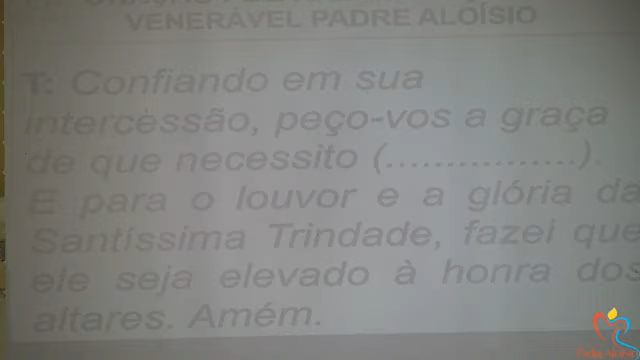 VENERÁVEL PADRE ALOÍSIO
T: Confiando em sua
intercessão, peço-vos a graça
de que necessito (................).
E para o louvor e a glória da
Santíssima Trindade, fazei que
ele seja elevado à honra dos
altares. Amém.